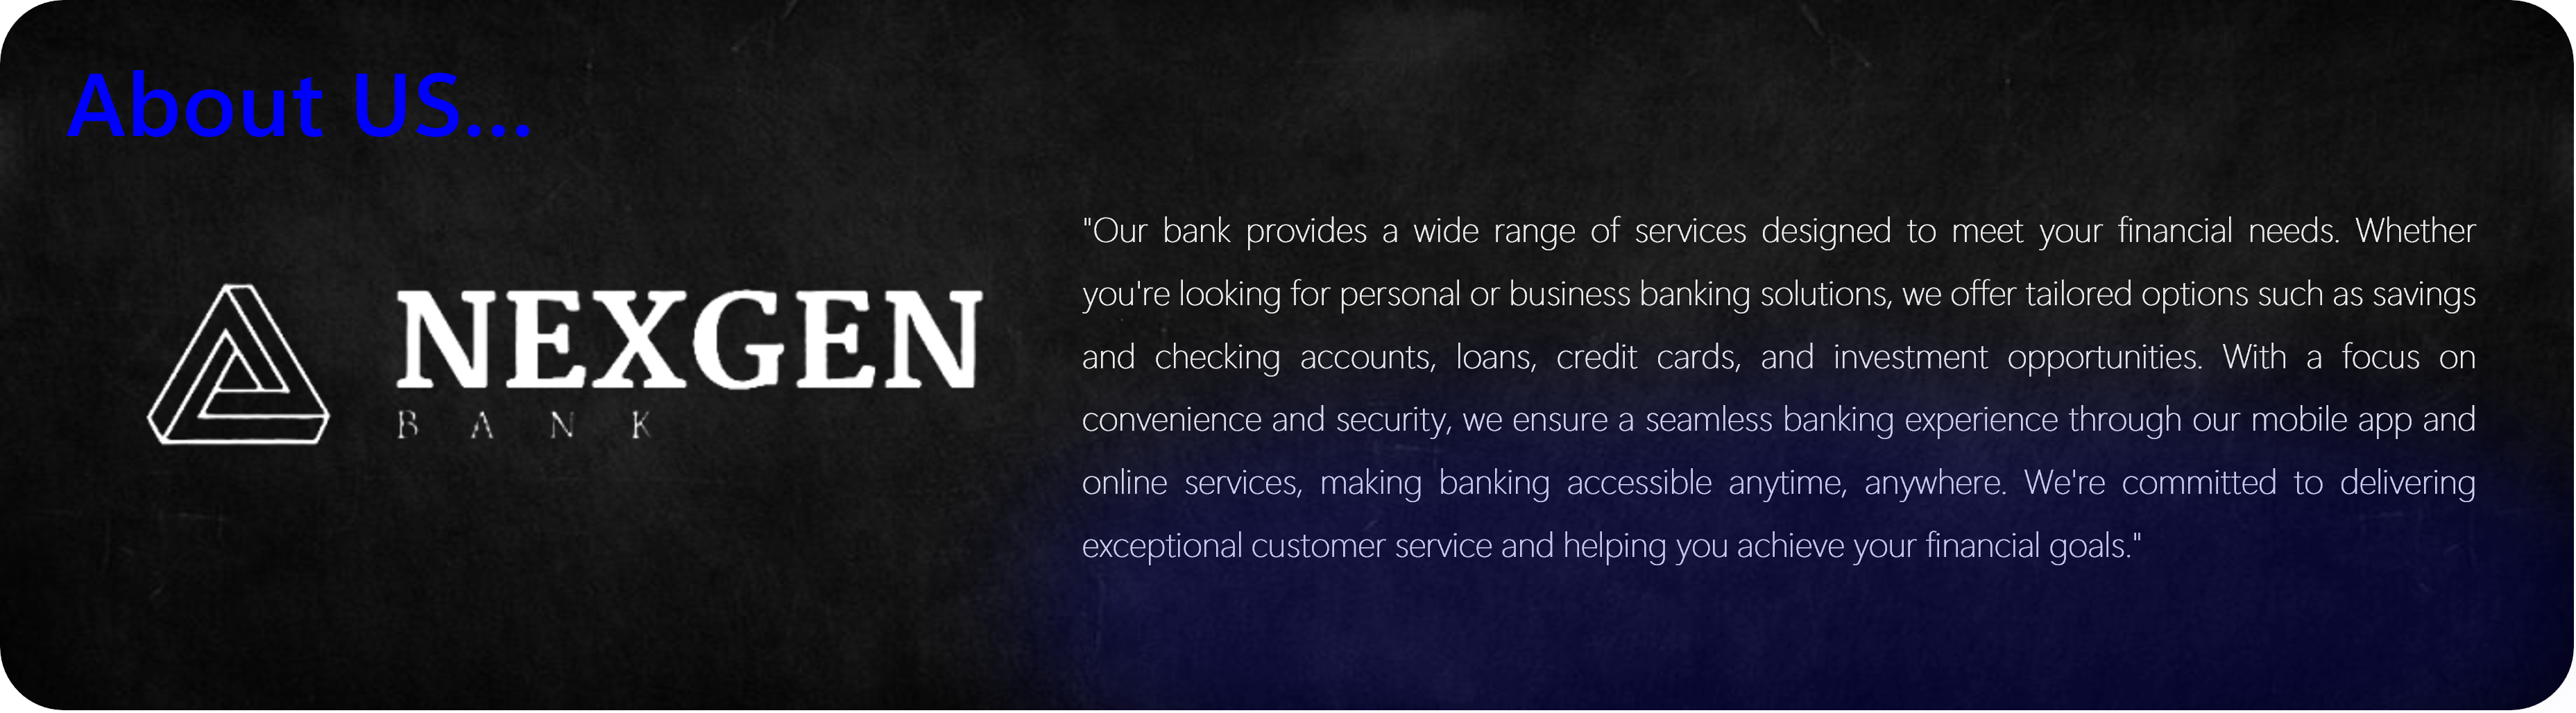 About US...
NEXGEN
BANK
"Our bank provides a wide range of services designed to meet your financial needs. Whether
you're looking for personal or business banking solutions, we offer tailored options such as savings
and checking accounts, loans, credit cards, and investment opportunities. With a focus on
convenience and security, we ensure a seamless banking experience through our mobile app and
online services, making banking accessible anytime, anywhere. We're committed to delivering
exceptional customer service and helping you achieve your financial goals."